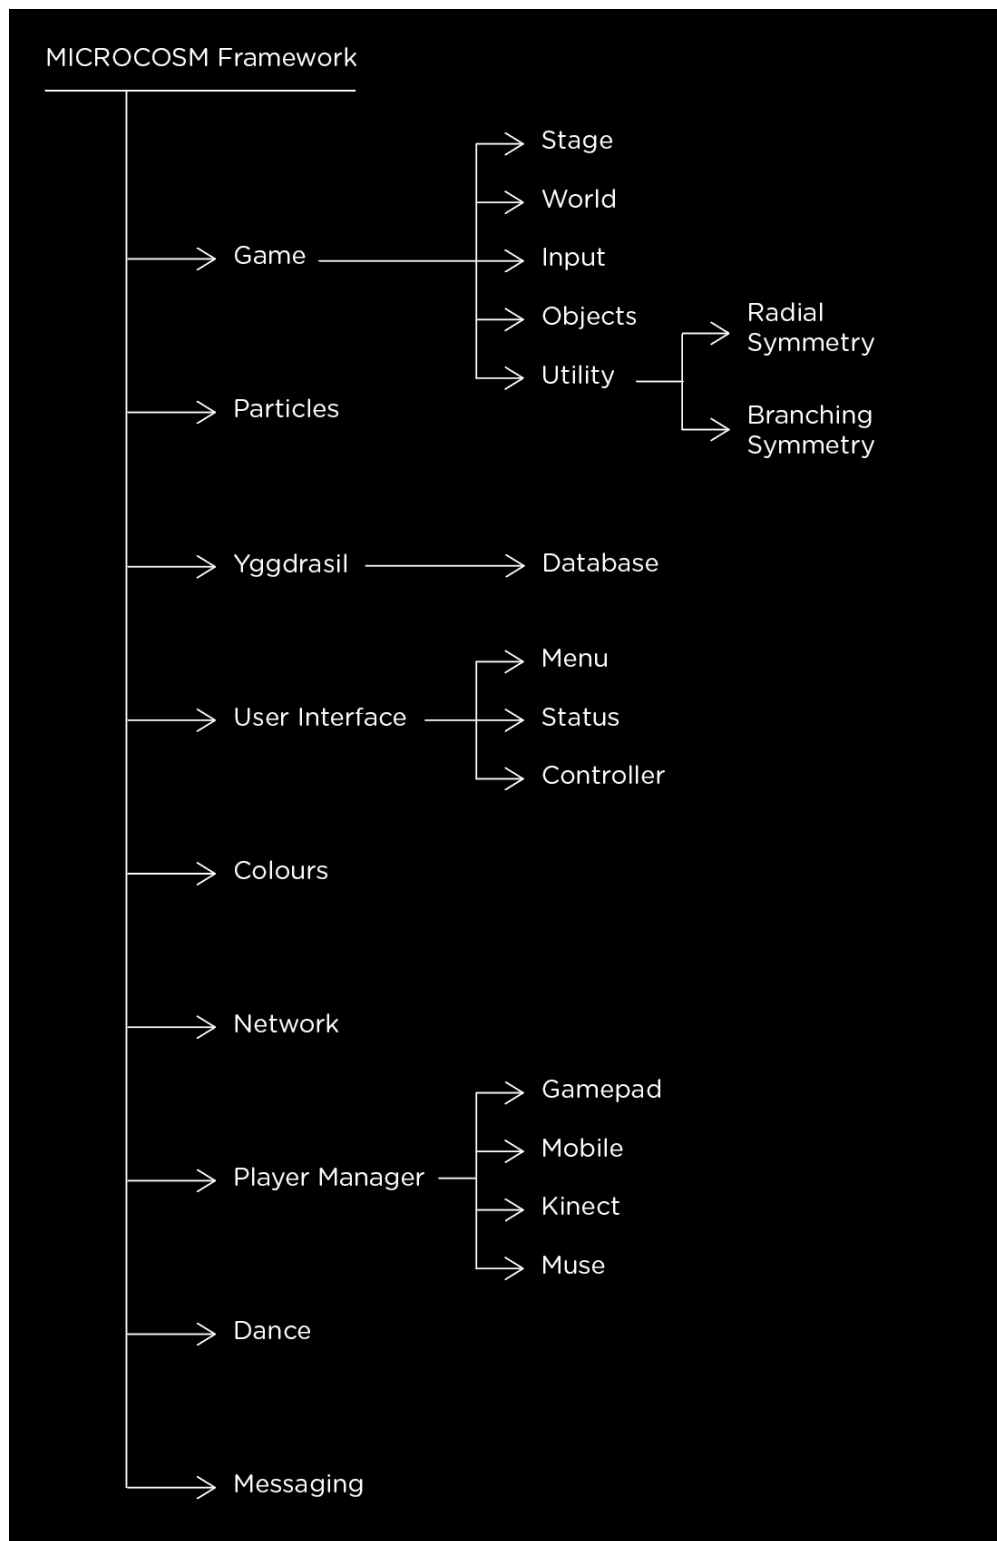 MICROCOSM Framework
Game
Stage
World
Input
Objects
Utility
Radial
Symmetry
Branching
Symmetry
Particles
Yggdrasil
Database
User Interface
Menu
Status
Controller
Colours
Network
Player Manager
Gamepad
Mobile
Kinect
Muse
Dance
Messaging